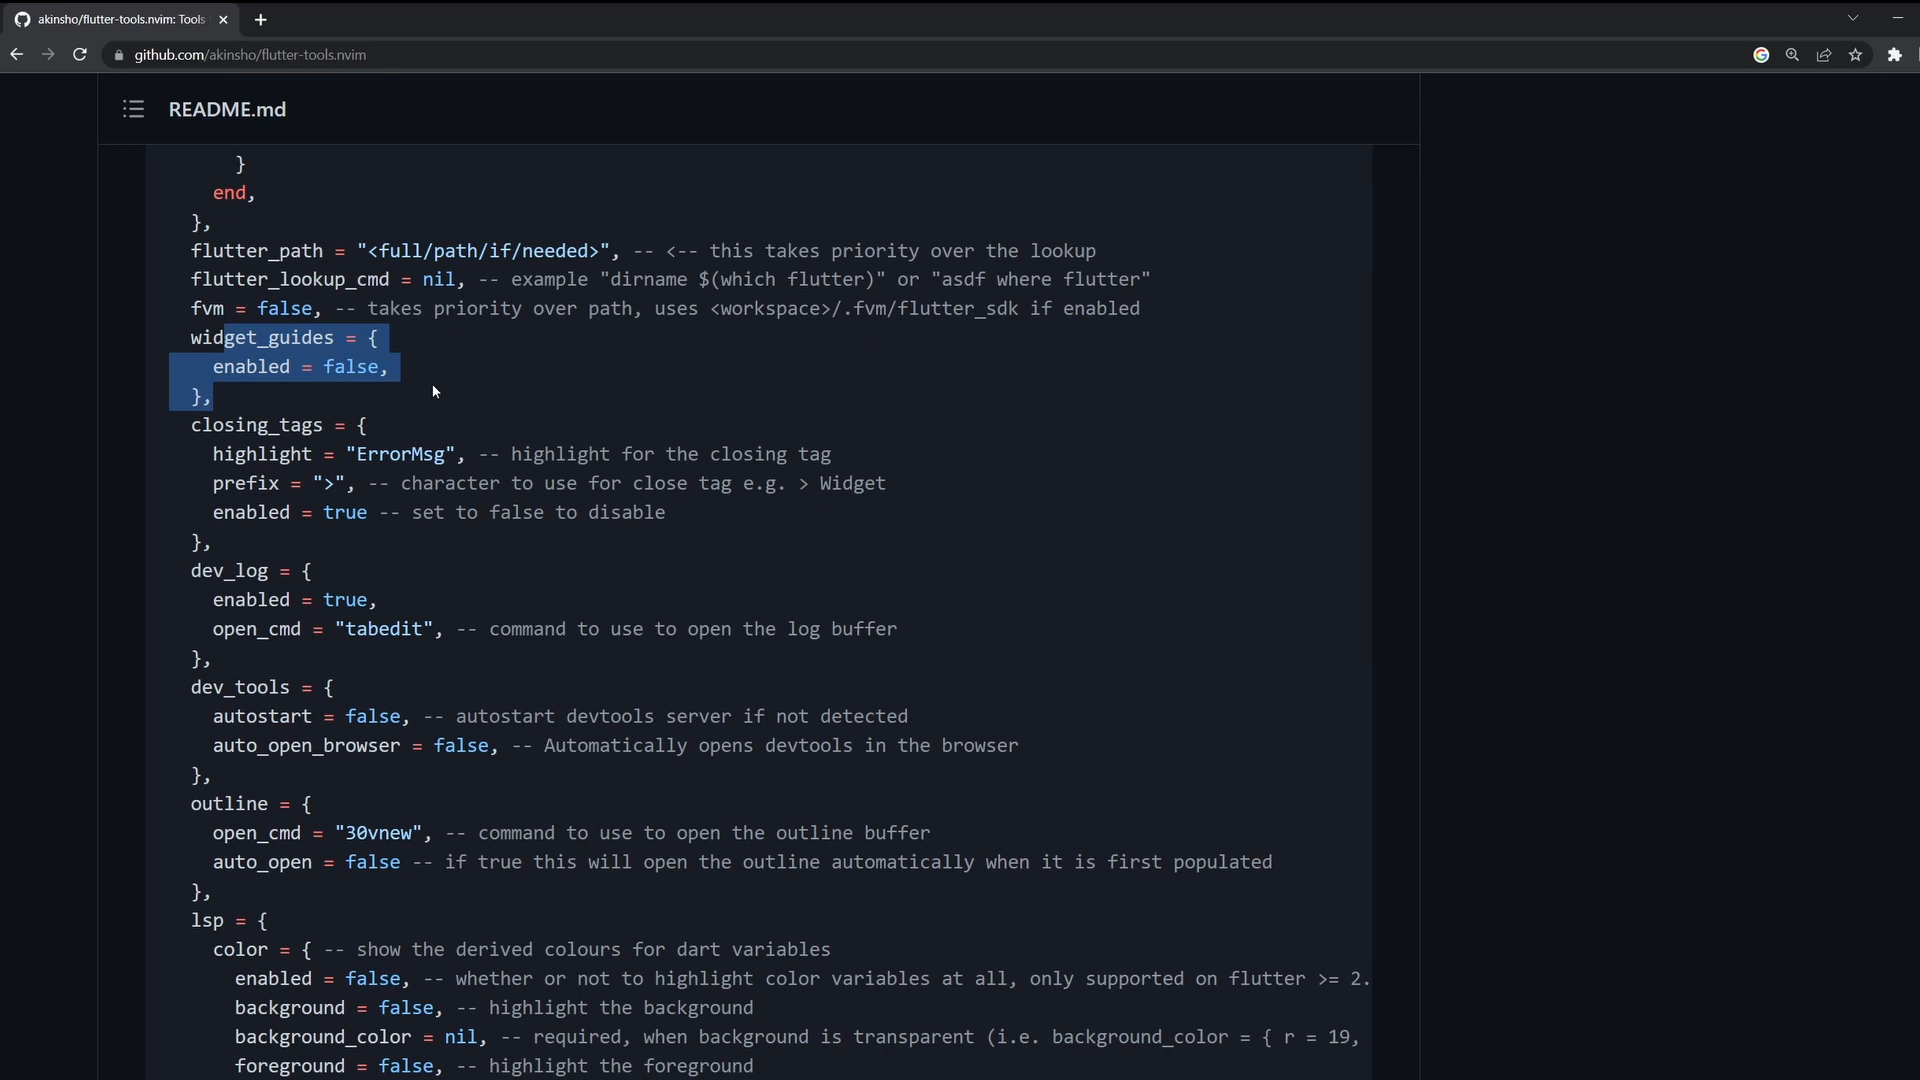 akinsho/flutter-tools.nvim: Tools
github.com/akinsho/flutter-tools.nvim
README.md
}
end,
},
flutter_path = "<full/path/if/needed>", -- <-- this takes priority over the lookup
flutter_lookup_cmd = nil, -- example "dirname $(which flutter)" or "asdf where flutter"
fvm = false, -- takes priority over path, uses <workspace>/.fvm/flutter_sdk if enabled
widget_guides = {
enabled = false,
},
closing_tags = {
highlight = "ErrorMsg", -- highlight for the closing tag
prefix = ">", -- character to use for close tag e.g. > Widget
enabled = true -- set to false to disable
},
dev_log = {
enabled = true,
open_cmd = "tabedit", -- command to use to open the log buffer
},
dev_tools = {
autostart = false, -- autostart devtools server if not detected
auto_open_browser = false, -- Automatically opens devtools in the browser
},
outline = {
open_cmd = "30vnew", -- command to use to open the outline buffer
auto_open = false -- if true this will open the outline automatically when it is first populated
},
lsp = {
color = { -- show the derived colours for dart variables
enabled = false, -- whether or not to highlight color variables at all, only supported on flutter >= 2.
background = false, -- highlight the background
background_color = nil, -- required, when background is transparent (i.e. background_color = { r = 19,
foreground = false, -- highlight the foreground